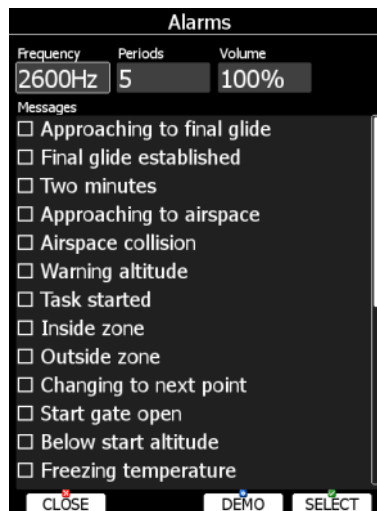 Alarms
Frequency Periods Volume
2600Hz 5 100%
Messages
Approaching to final glide
Final glide established
Two minutes
Approaching to airspace
Airspace collision
Warning altitude
Task started
Inside zone
Outside zone
Changing to next point
Start gate open
Below start altitude
Freezing temperature
CLOSE DEMO SELECT